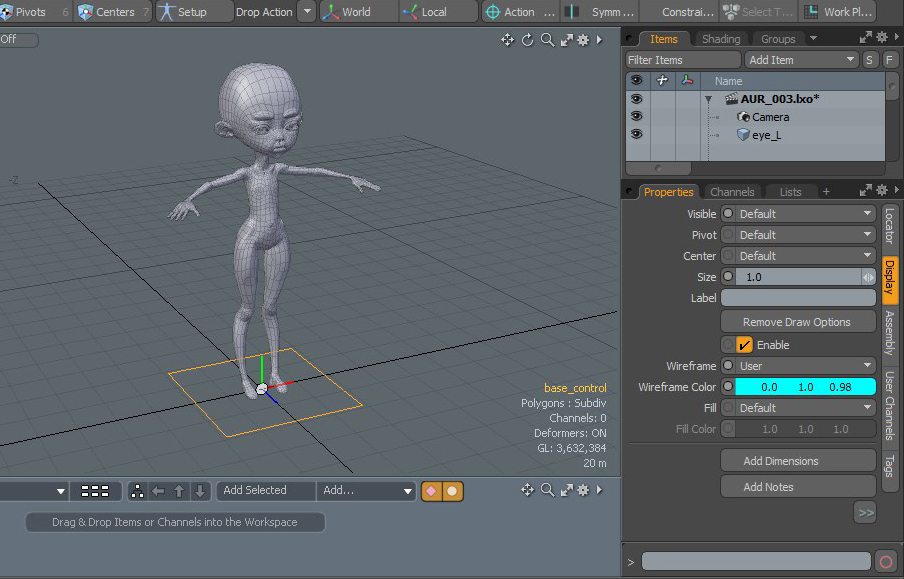 Pivots 6 Centers 7 Setup Drop Action World Local Action ... Symm ... Constrai... Select T... Work Pl...
Off
Items Shading Groups
Filter Items Add Item S F
Name
AUR_003.lxo*
Camera
eye_L
-Z
Properties Channels Lists +
Visible Default
Pivot Default
Center Default
Size 1.0
Label
Remove Draw Options
Enable
Wireframe User
Wireframe Color 0.0 1.0 0.98
Fill Default
Fill Color 1.0 1.0 1.0
Add Dimensions
Add Notes
>>
>
Locator
Display
Assembly
User Channels
Tags
base_control
Polygons : Subdiv
Channels: 0
Deformers: ON
GL: 3,632,384
20 m
Add Selected Add...
Drag & Drop Items or Channels into the Workspace